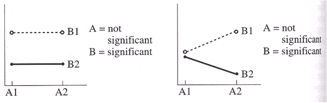 B1
A = not
significant
B = significant
B2
A1 A2
B1
A = not
significant
B = significant
B2
A1 A2